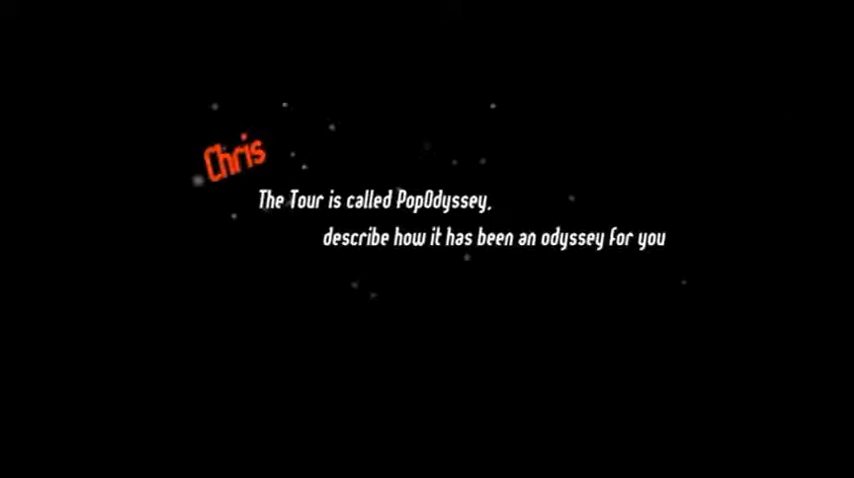 Chris
The Tour is called PopOdyssey,
describe how it has been an odyssey for you